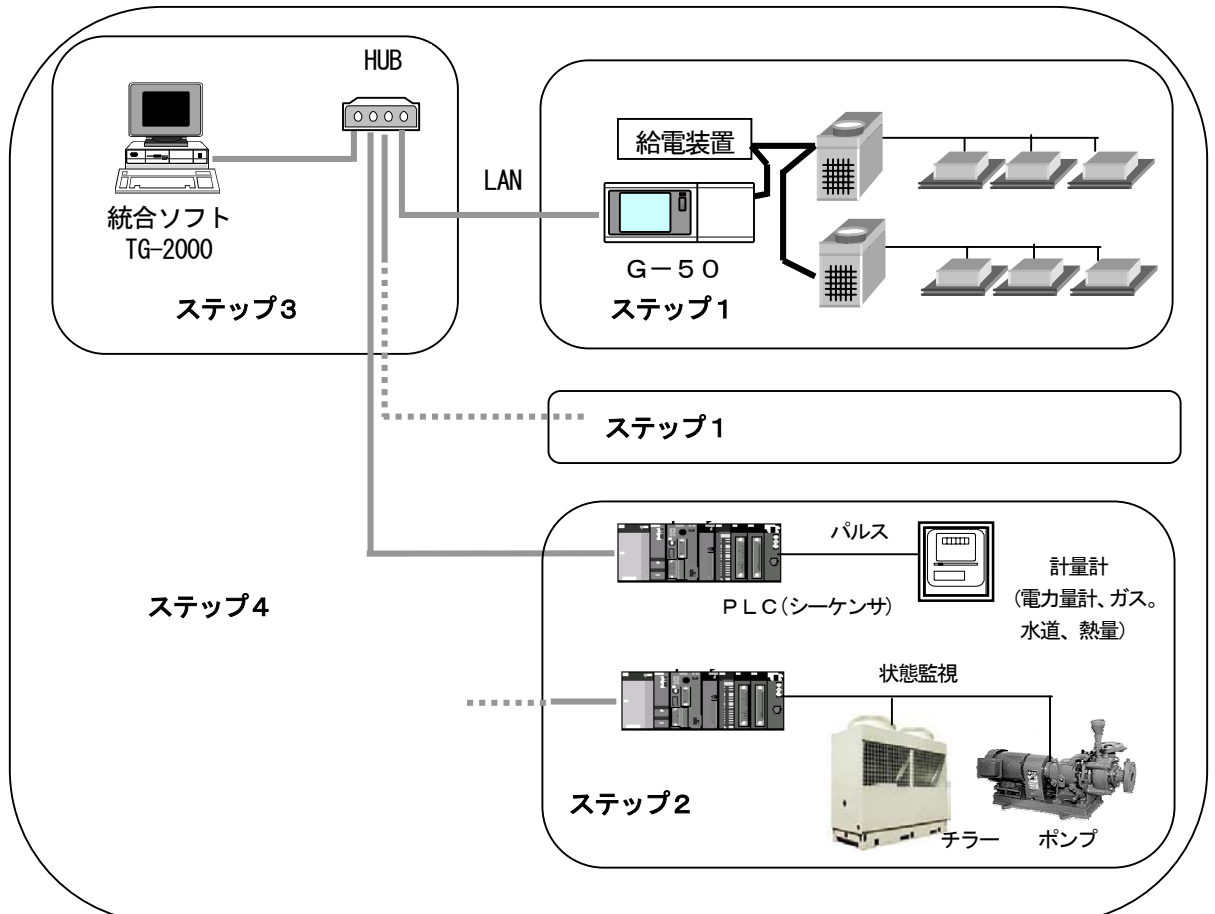 HUB
統合ソフト
TG-2000
ステップ3
LAN
給電装置
G-50
ステップ1
ステップ1
パルス
PLC(シーケンサ)
計量計
(電力量計、ガス。
水道、熱量)
ステップ4
状態監視
ステップ2
チラー
ポンプ